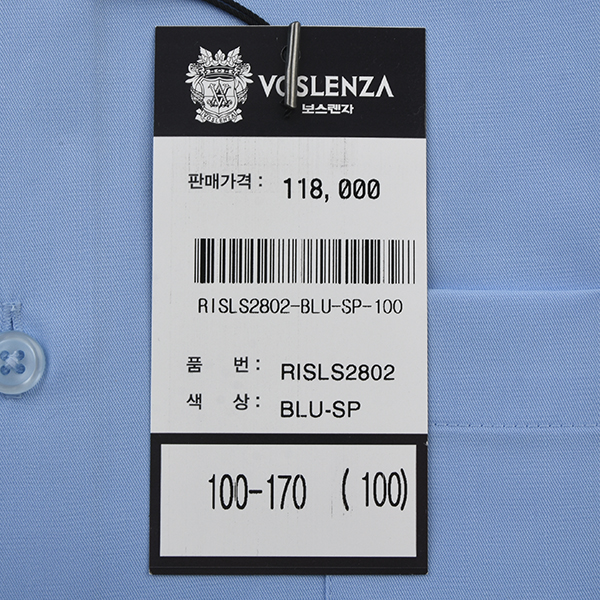 VOSLENZA
보스렌자
판매가격 : 118,000
RISLS2802-BLU-SP-100
품 번 : RISLS2802
색 상 : BLU-SP
100-170 (100)